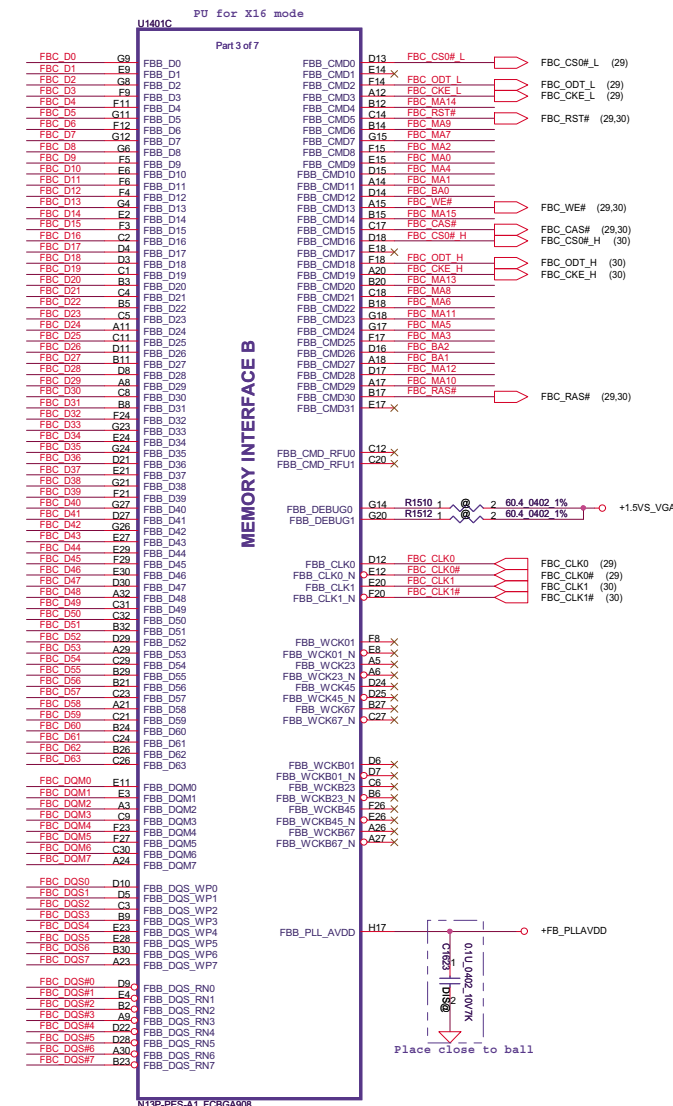 PU for X16 mode
U1401C
Part 3 of 7
FBC_D0 G9 FBB_D0
FBC_D1 E9 FBB_D1
FBC_D2 G8 FBB_D2
FBC_D3 F9 FBB_D3
FBC_D4 F11 FBB_D4
FBC_D5 G11 FBB_D5
FBC_D6 F12 FBB_D6
FBC_D7 G12 FBB_D7
FBC_D8 G6 FBB_D8
FBC_D9 F5 FBB_D9
FBC_D10 E6 FBB_D10
FBC_D11 F6 FBB_D11
FBC_D12 F4 FBB_D12
FBC_D13 G4 FBB_D13
FBC_D14 E2 FBB_D14
FBC_D15 F3 FBB_D15
FBC_D16 C2 FBB_D16
FBC_D17 D4 FBB_D17
FBC_D18 D3 FBB_D18
FBC_D19 C1 FBB_D19
FBC_D20 B3 FBB_D20
FBC_D21 C4 FBB_D21
FBC_D22 B5 FBB_D22
FBC_D23 C5 FBB_D23
FBC_D24 A11 FBB_D24
FBC_D25 C11 FBB_D25
FBC_D26 D11 FBB_D26
FBC_D27 B11 FBB_D27
FBC_D28 D8 FBB_D28
FBC_D29 A8 FBB_D29
FBC_D30 C8 FBB_D30
FBC_D31 B8 FBB_D31
FBC_D32 F24 FBB_D32
FBC_D33 G23 FBB_D33
FBC_D34 E24 FBB_D34
FBC_D35 G24 FBB_D35
FBC_D36 D21 FBB_D36
FBC_D37 E21 FBB_D37
FBC_D38 G21 FBB_D38
FBC_D39 F21 FBB_D39
FBC_D40 G27 FBB_D40
FBC_D41 D27 FBB_D41
FBC_D42 G26 FBB_D42
FBC_D43 E27 FBB_D43
FBC_D44 E29 FBB_D44
FBC_D45 F29 FBB_D45
FBC_D46 E30 FBB_D46
FBC_D47 D30 FBB_D47
FBC_D48 A32 FBB_D48
FBC_D49 C31 FBB_D49
FBC_D50 C32 FBB_D50
FBC_D51 B32 FBB_D51
FBC_D52 D29 FBB_D52
FBC_D53 A29 FBB_D53
FBC_D54 C29 FBB_D54
FBC_D55 B29 FBB_D55
FBC_D56 B21 FBB_D56
FBC_D57 C23 FBB_D57
FBC_D58 A21 FBB_D58
FBC_D59 C21 FBB_D59
FBC_D60 B24 FBB_D60
FBC_D61 C24 FBB_D61
FBC_D62 B26 FBB_D62
FBC_D63 C26 FBB_D63
FBC_DQM0 E11 FBB_DQM0
FBC_DQM1 E3 FBB_DQM1
FBC_DQM2 A3 FBB_DQM2
FBC_DQM3 C9 FBB_DQM3
FBC_DQM4 F23 FBB_DQM4
FBC_DQM5 F27 FBB_DQM5
FBC_DQM6 C30 FBB_DQM6
FBC_DQM7 A24 FBB_DQM7
FBC_DQS0 D10 FBB_DQS_WP0
FBC_DQS1 D5 FBB_DQS_WP1
FBC_DQS2 C3 FBB_DQS_WP2
FBC_DQS3 B9 FBB_DQS_WP3
FBC_DQS4 E23 FBB_DQS_WP4
FBC_DQS5 E28 FBB_DQS_WP5
FBC_DQS6 B30 FBB_DQS_WP6
FBC_DQS7 A23 FBB_DQS_WP7
FBC_DQS#0 D9 FBB_DQS_RN0
FBC_DQS#1 E4 FBB_DQS_RN1
FBC_DQS#2 B2 FBB_DQS_RN2
FBC_DQS#3 A9 FBB_DQS_RN3
FBC_DQS#4 D22 FBB_DQS_RN4
FBC_DQS#5 D28 FBB_DQS_RN5
FBC_DQS#6 A30 FBB_DQS_RN6
FBC_DQS#7 B23 FBB_DQS_RN7
MEMORY INTERFACE B
FBB_CMD0 D13 FBC_CS0#_L FBC_CS0#_L (29)
FBB_CMD1 E14
FBB_CMD2 F14 FBC_ODT_L FBC_ODT_L (29)
FBB_CMD3 A12 FBC_CKE_L FBC_CKE_L (29)
FBB_CMD4 B12 FBC_MA14
FBB_CMD5 C14 FBC_RST# FBC_RST# (29,30)
FBB_CMD6 B14 FBC_MA9
FBB_CMD7 G15 FBC_MA7
FBB_CMD8 F15 FBC_MA2
FBB_CMD9 E15 FBC_MA0
FBB_CMD10 D15 FBC_MA4
FBB_CMD11 A14 FBC_MA1
FBB_CMD12 D14 FBC_BA0
FBB_CMD13 A15 FBC_WE# FBC_WE# (29,30)
FBB_CMD14 B15 FBC_MA15
FBB_CMD15 C17 FBC_CAS# FBC_CAS# (29,30)
FBB_CMD16 D18 FBC_CS0#_H FBC_CS0#_H (30)
FBB_CMD17 E18
FBB_CMD18 F18 FBC_ODT_H FBC_ODT_H (30)
FBB_CMD19 A20 FBC_CKE_H FBC_CKE_H (30)
FBB_CMD20 B20 FBC_MA13
FBB_CMD21 C18 FBC_MA8
FBB_CMD22 B18 FBC_MA6
FBB_CMD23 G18 FBC_MA11
FBB_CMD24 G17 FBC_MA5
FBB_CMD25 F17 FBC_MA3
FBB_CMD26 D16 FBC_BA2
FBB_CMD27 A18 FBC_BA1
FBB_CMD28 D17 FBC_MA12
FBB_CMD29 A17 FBC_MA10
FBB_CMD30 B17 FBC_RAS# FBC_RAS# (29,30)
FBB_CMD31 E17
FBB_CMD_RFU0 C12
FBB_CMD_RFU1 C20
FBB_DEBUG0 G14 R1510 1 @ 2 60.4_0402_1% +1.5VS_VGA
FBB_DEBUG1 G20 R1512 1 @ 2 60.4_0402_1%
FBB_CLK0 D12 FBC_CLK0 FBC_CLK0 (29)
FBB_CLK0_N E12 FBC_CLK0# FBC_CLK0# (29)
FBB_CLK1 E20 FBC_CLK1 FBC_CLK1 (30)
FBB_CLK1_N F20 FBC_CLK1# FBC_CLK1# (30)
FBB_WCK01 F8
FBB_WCK01_N E8
FBB_WCK23 A5
FBB_WCK23_N A6
FBB_WCK45 D24
FBB_WCK45_N D25
FBB_WCK67 B27
FBB_WCK67_N C27
FBB_WCKB01 D6
FBB_WCKB01_N D7
FBB_WCKB23 C6
FBB_WCKB23_N B6
FBB_WCKB45 F26
FBB_WCKB45_N E26
FBB_WCKB67 A26
FBB_WCKB67_N A27
FBB_PLL_AVDD H17 +FB_PLLAVDD
C1623 1 2 DIS@
0.1U_0402_10V7K
Place close to ball
N13P-PES-A1_FCBGA908